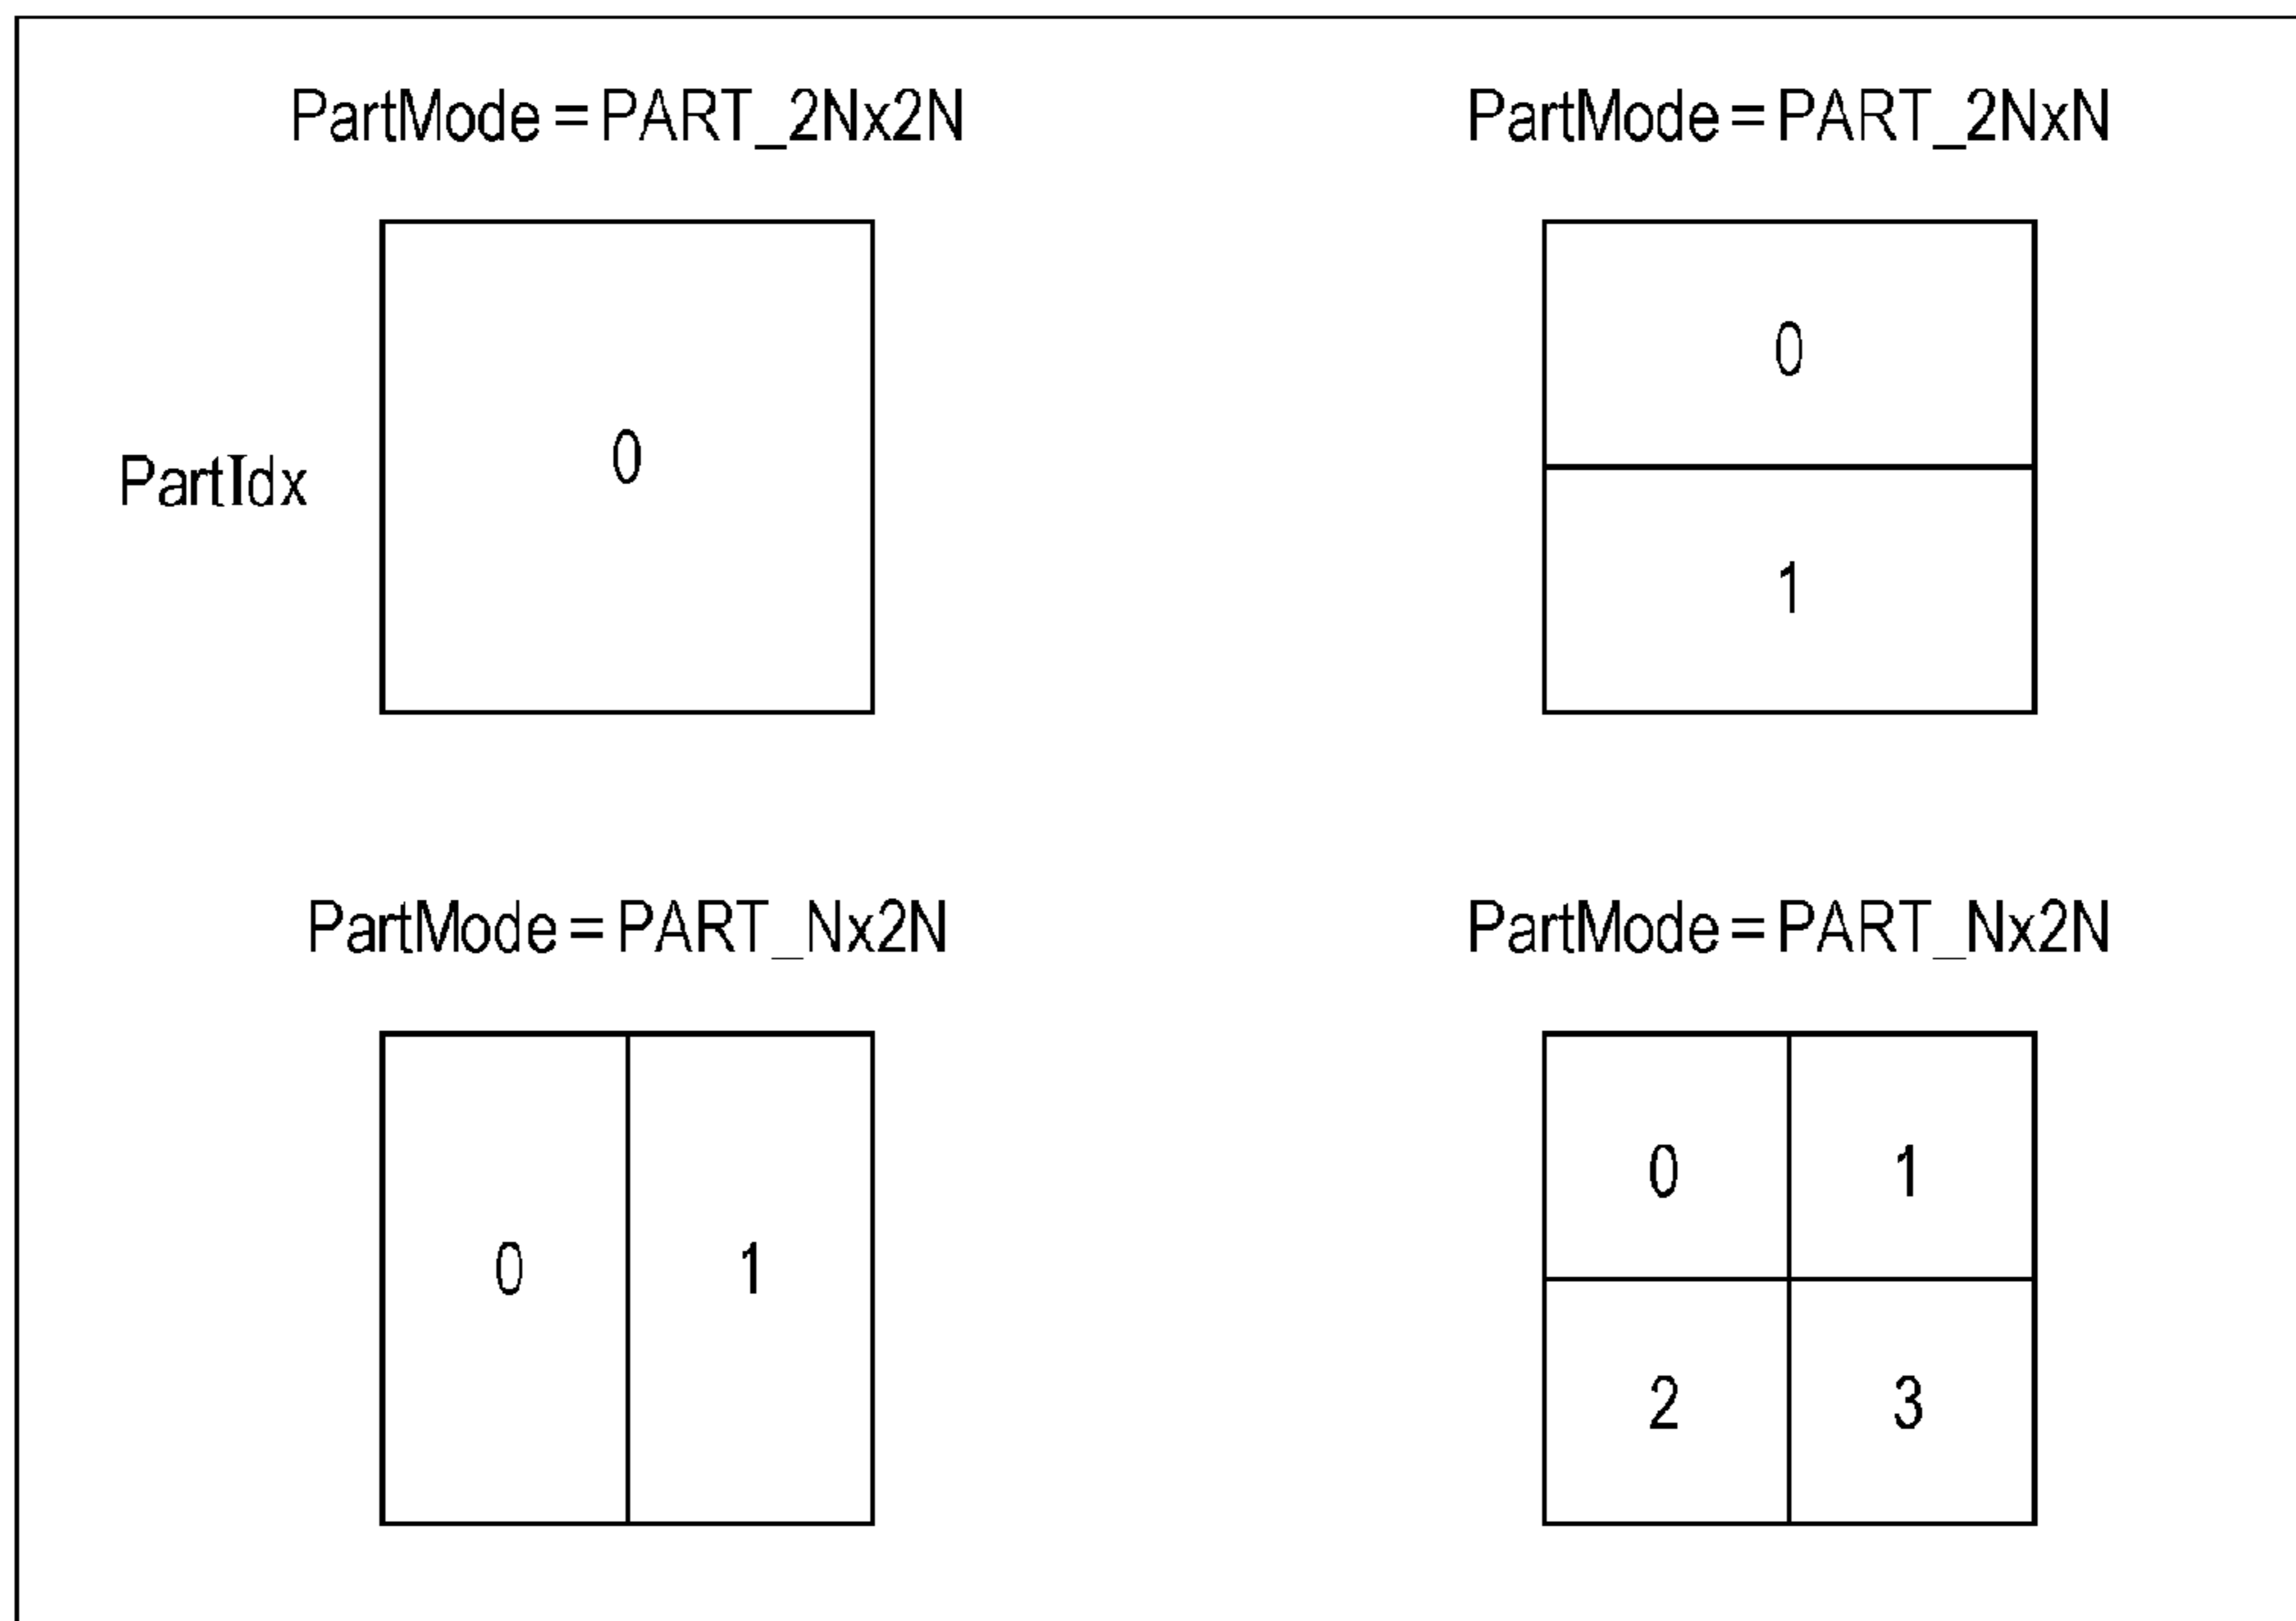 PartMode = PART_2Nx2N
PartMode = PART_2NxN
0
PartIdx
0
1
PartMode = PART_Nx2N
PartMode = PART_Nx2N
0 1
0 1
2 3